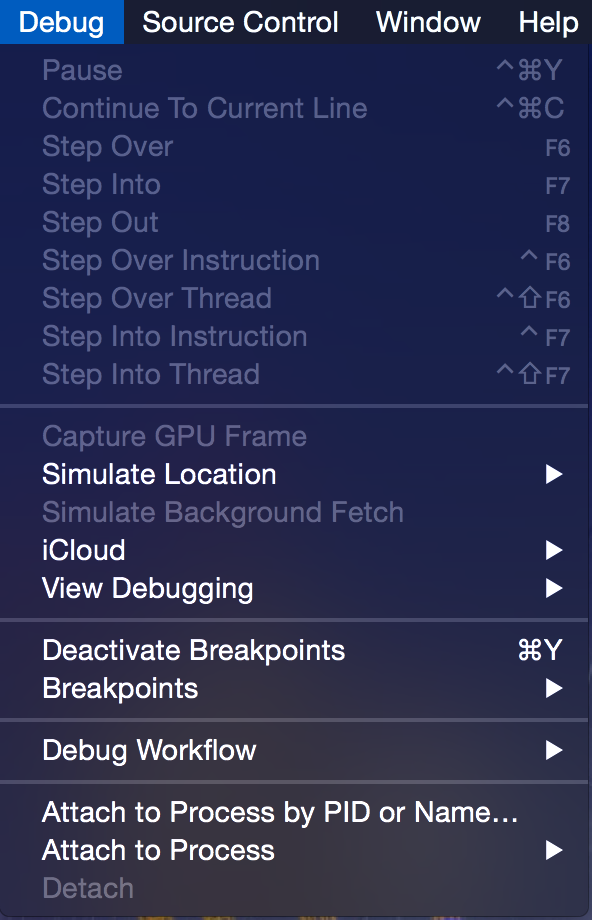 Debug Source Control Window Help
Pause ^⌘Y
Continue To Current Line ^⌘C
Step Over F6
Step Into F7
Step Out F8
Step Over Instruction ^ F6
Step Over Thread ^⇧F6
Step Into Instruction ^ F7
Step Into Thread ^⇧F7
Capture GPU Frame
Simulate Location ▶
Simulate Background Fetch
iCloud ▶
View Debugging ▶
Deactivate Breakpoints ⌘Y
Breakpoints ▶
Debug Workflow ▶
Attach to Process by PID or Name…
Attach to Process ▶
Detach